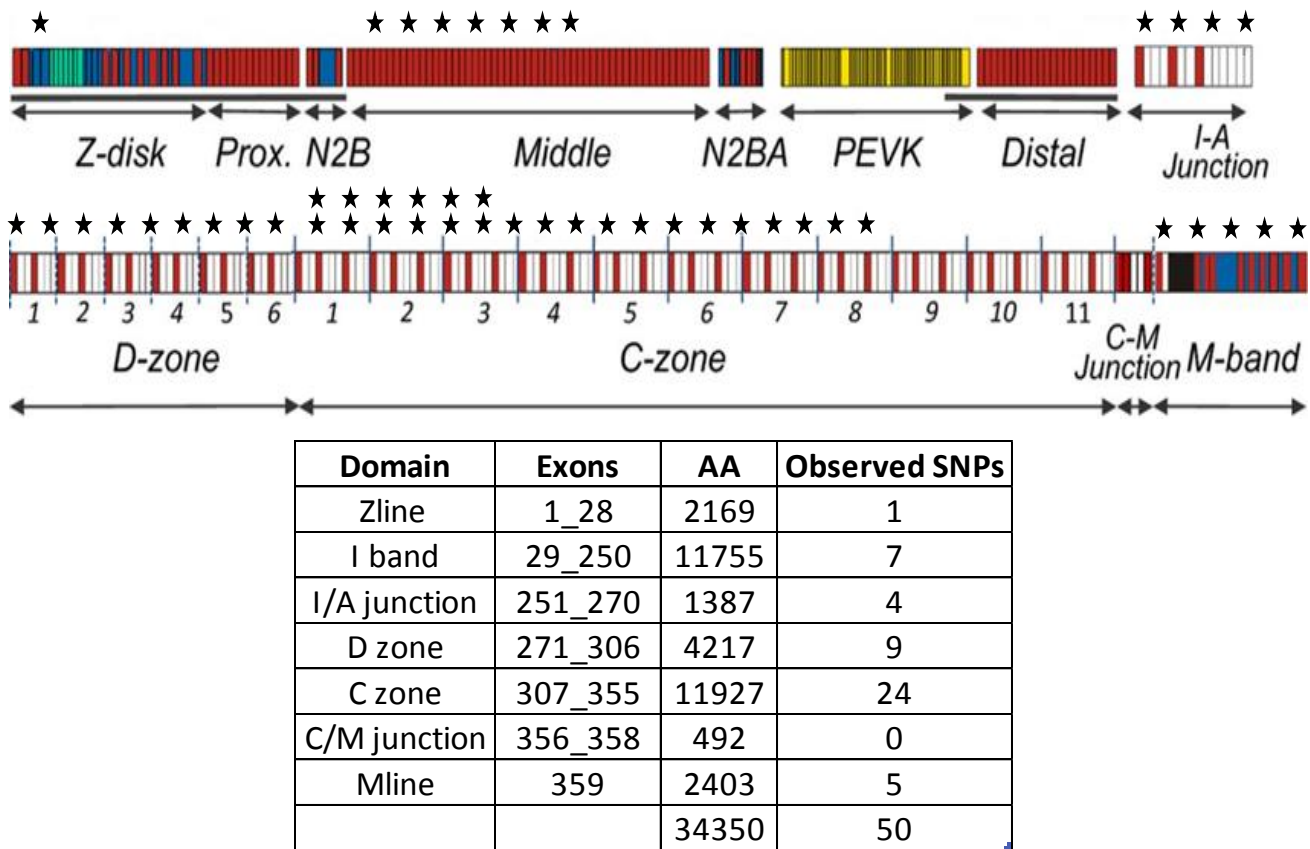 Z-disk Prox. N2B Middle N2BA PEVK Distal I-A
Junction
1 2 3 4 5 6 1 2 3 4 5 6 7 8 9 10 11
D-zone C-zone C-M
Junction M-band
Domain Exons AA Observed SNPs
Zline 1_28 2169 1
I band 29_250 11755 7
I/A junction 251_270 1387 4
D zone 271_306 4217 9
C zone 307_355 11927 24
C/M junction 356_358 492 0
Mline 359 2403 5
34350 50